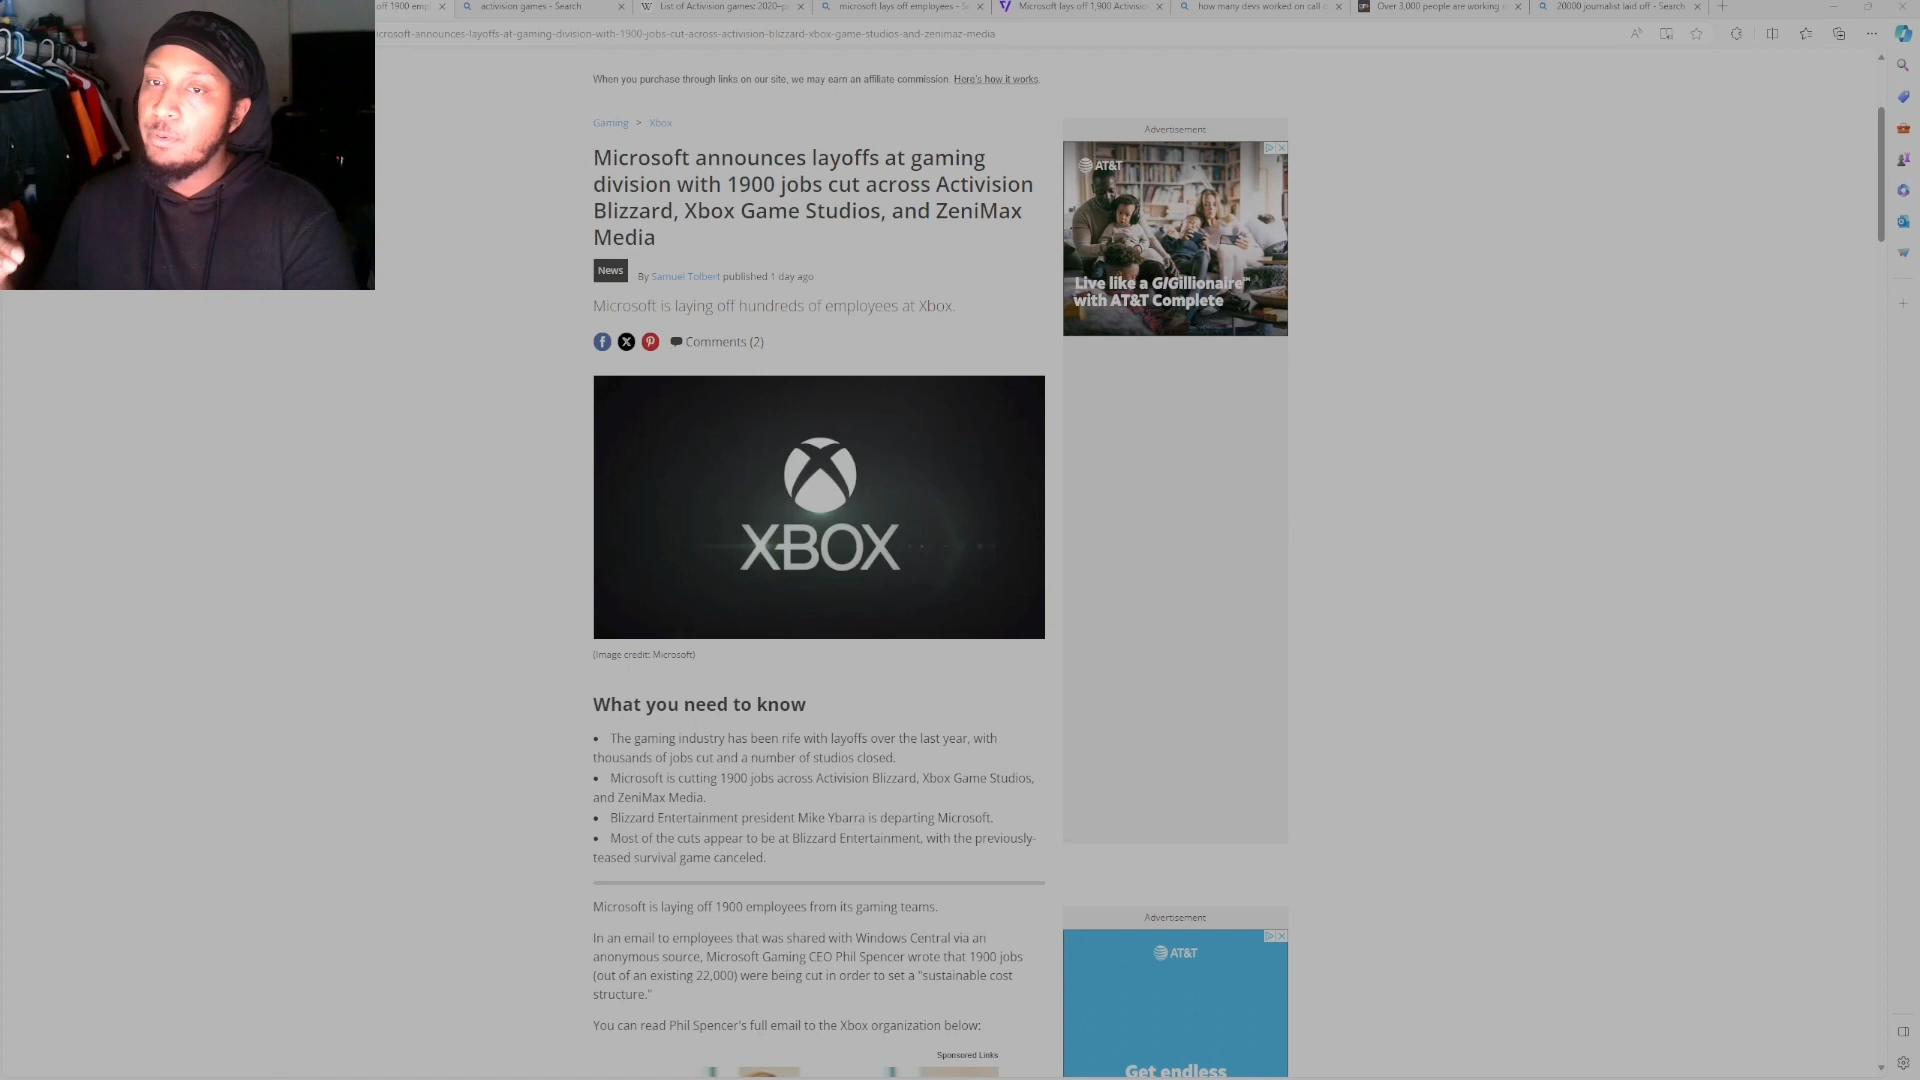 off 1900 emp
activision games - Search
List of Activision games: 2020–p
microsoft lays off employees - Se
Microsoft lays off 1,900 Activision
how many devs worked on call o
Over 3,000 people are working o
20000 journalist laid off - Search
icrosoft-announces-layoffs-at-gaming-division-with-1900-jobs-cut-across-activision-blizzard-xbox-game-studios-and-zenimaz-media
When you purchase through links on our site, we may earn an affiliate commission. Here's how it works.
Gaming > Xbox
Advertisement
Microsoft announces layoffs at gaming
division with 1900 jobs cut across Activision
Blizzard, Xbox Game Studios, and ZeniMax
Media
News
By Samuel Tolbert published 1 day ago
Microsoft is laying off hundreds of employees at Xbox.
Comments (2)
AT&T
Live like a GIGillionaire™
with AT&T Complete
XBOX
(Image credit: Microsoft)
What you need to know
• The gaming industry has been rife with layoffs over the last year, with
thousands of jobs cut and a number of studios closed.
• Microsoft is cutting 1900 jobs across Activision Blizzard, Xbox Game Studios,
and ZeniMax Media.
• Blizzard Entertainment president Mike Ybarra is departing Microsoft.
• Most of the cuts appear to be at Blizzard Entertainment, with the previously-
teased survival game canceled.
Microsoft is laying off 1900 employees from its gaming teams.
In an email to employees that was shared with Windows Central via an
anonymous source, Microsoft Gaming CEO Phil Spencer wrote that 1900 jobs
(out of an existing 22,000) were being cut in order to set a "sustainable cost
structure."
You can read Phil Spencer's full email to the Xbox organization below:
Sponsored Links
Advertisement
AT&T
Get endless